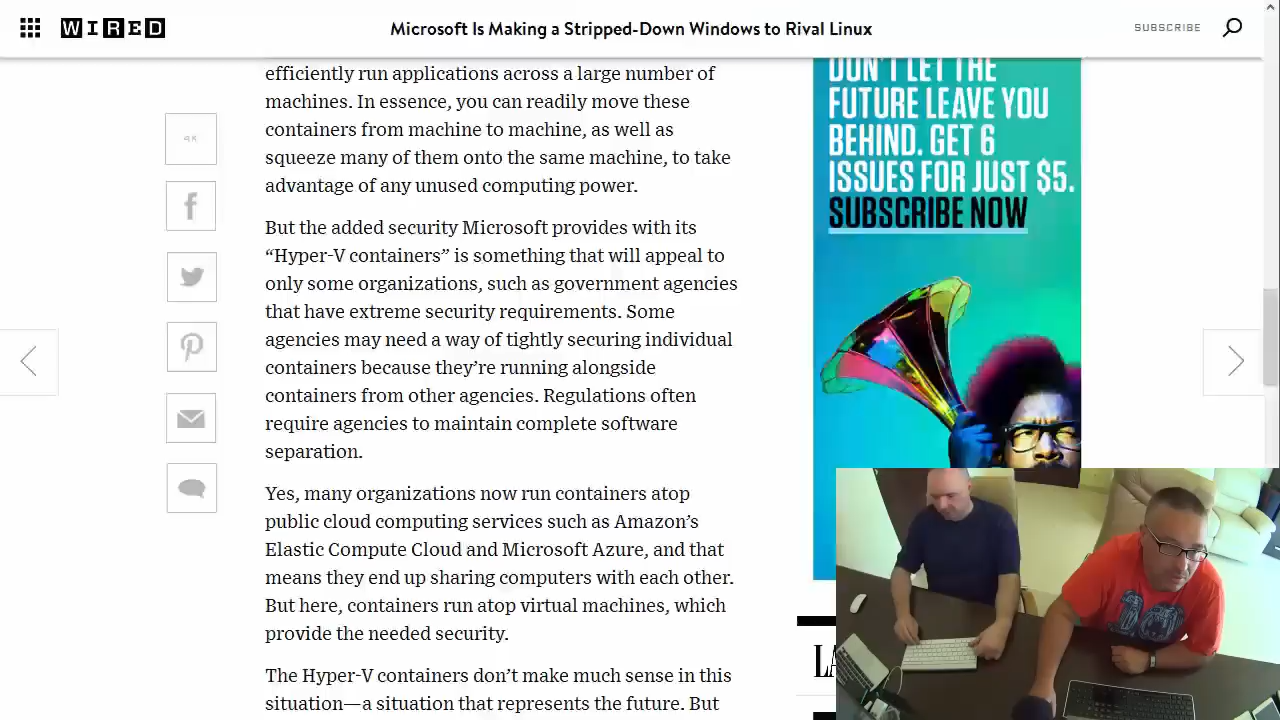 WIRED
Microsoft Is Making a Stripped-Down Windows to Rival Linux
SUBSCRIBE
efficiently run applications across a large number of
machines. In essence, you can readily move these
containers from machine to machine, as well as
squeeze many of them onto the same machine, to take
advantage of any unused computing power.
But the added security Microsoft provides with its
“Hyper-V containers” is something that will appeal to
only some organizations, such as government agencies
that have extreme security requirements. Some
agencies may need a way of tightly securing individual
containers because they’re running alongside
containers from other agencies. Regulations often
require agencies to maintain complete software
separation.
Yes, many organizations now run containers atop
public cloud computing services such as Amazon’s
Elastic Compute Cloud and Microsoft Azure, and that
means they end up sharing computers with each other.
But here, containers run atop virtual machines, which
provide the needed security.
The Hyper-V containers don’t make much sense in this
situation—a situation that represents the future. But
DON'T LET THE
FUTURE LEAVE YOU
BEHIND. GET 6
ISSUES FOR JUST $5.
SUBSCRIBE NOW